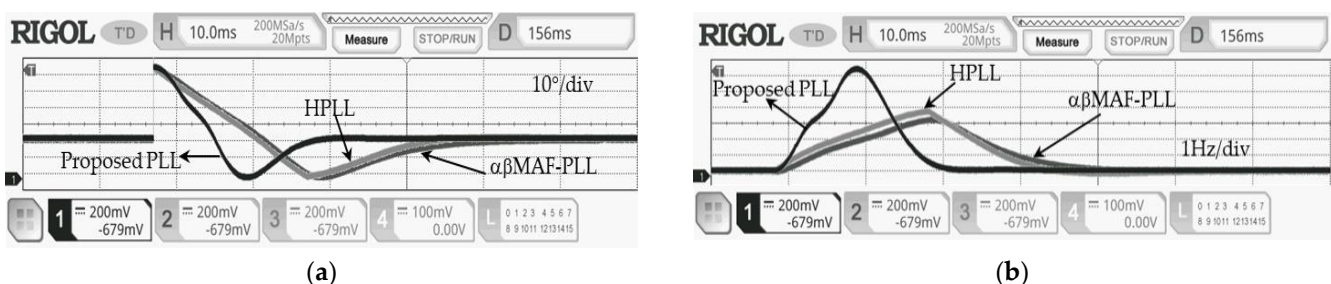 RIGOL T'D H 10.0ms 200MSa/s 20Mpts Measure STOP/RUN D 156ms
T
10°/div
HPLL
Proposed PLL
αβMAF-PLL
1
1 200mV -679mV 2 200mV -679mV 3 200mV -679mV 4 100mV 0.00V L 0 1 2 3 4 5 6 7
8 9 10 11 12 13 14 15
(a)
RIGOL T'D H 10.0ms 200MSa/s 20Mpts Measure STOP/RUN D 156ms
T
HPLL
Proposed PLL
αβMAF-PLL
1Hz/div
1
1 200mV -679mV 2 200mV -679mV 3 200mV -679mV 4 100mV 0.00V L 0 1 2 3 4 5 6 7
8 9 10 11 12 13 14 15
(b)